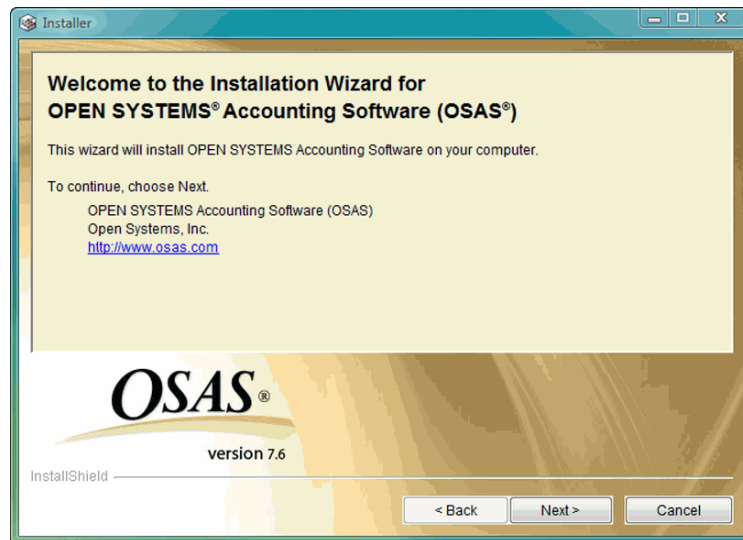 Installer
Welcome to the Installation Wizard for
OPEN SYSTEMS® Accounting Software (OSAS®)
This wizard will install OPEN SYSTEMS Accounting Software on your computer.
To continue, choose Next.
OPEN SYSTEMS Accounting Software (OSAS)
Open Systems, Inc.
http://www.osas.com
OSAS®
version 7.6
InstallShield
< Back Next > Cancel